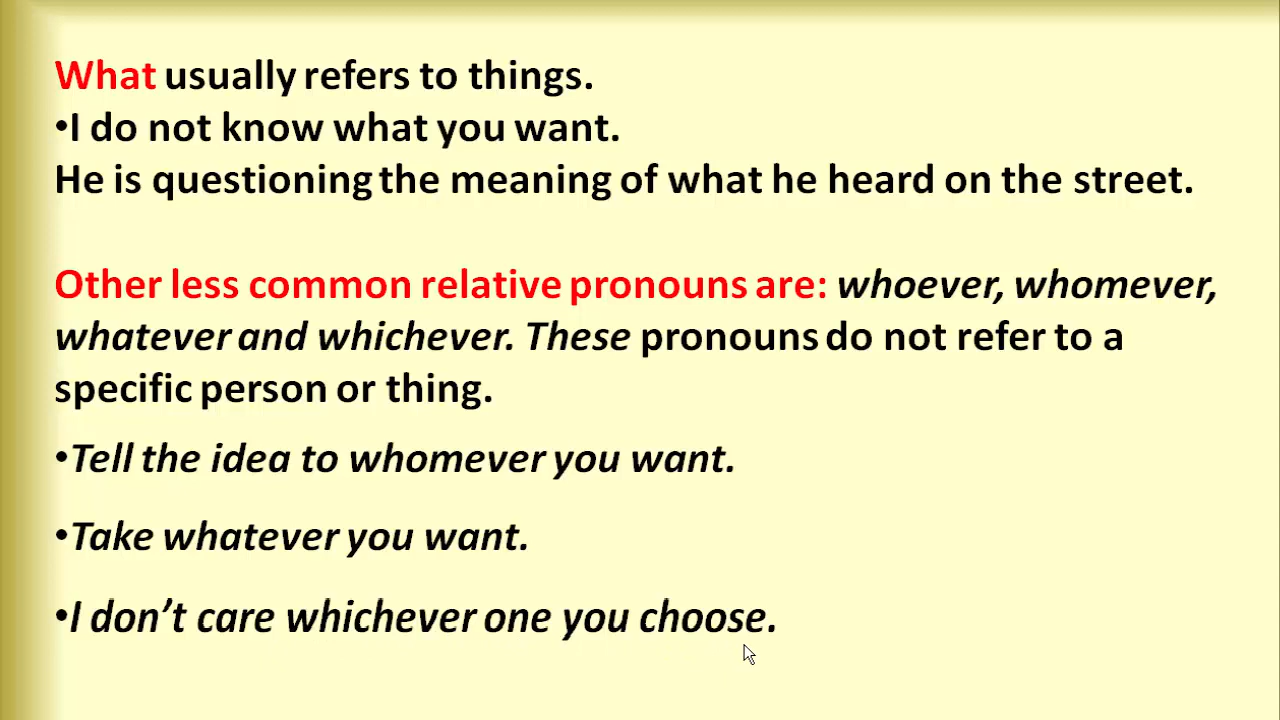 What usually refers to things.
•I do not know what you want.
He is questioning the meaning of what he heard on the street.
Other less common relative pronouns are: whoever, whomever,
whatever and whichever. These pronouns do not refer to a
specific person or thing.
•Tell the idea to whomever you want.
•Take whatever you want.
•I don’t care whichever one you choose.